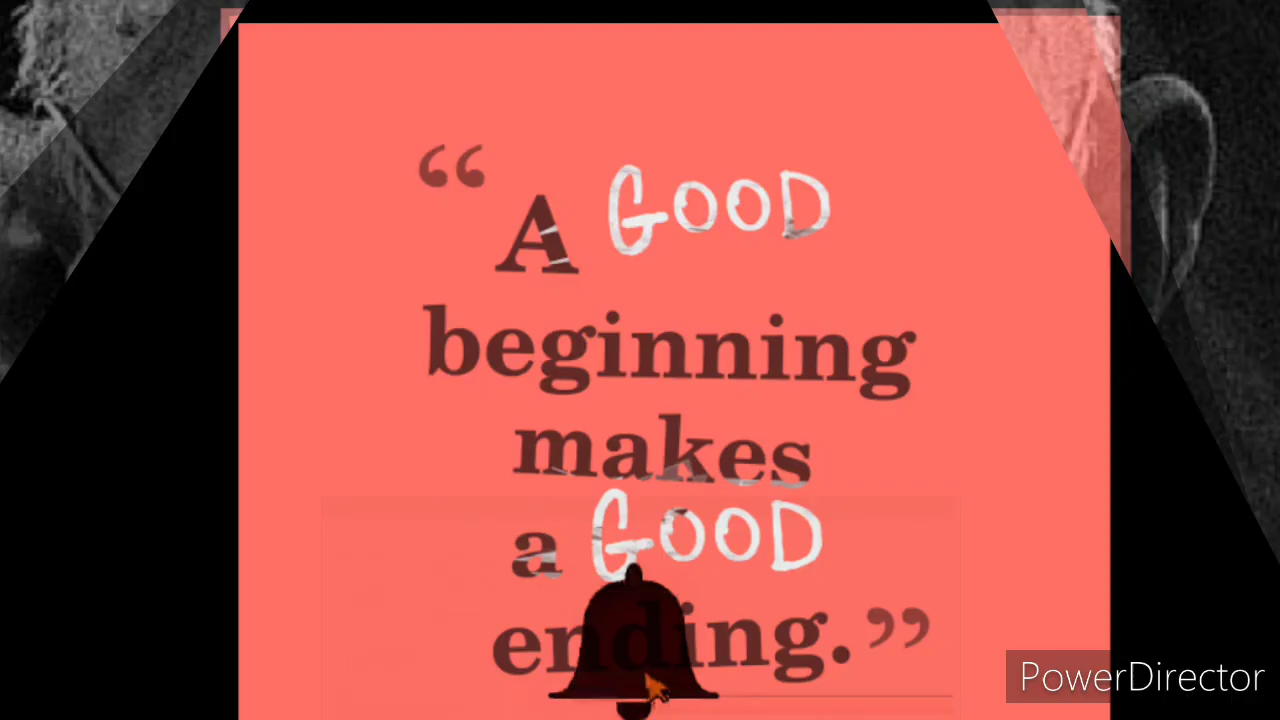 “ A GOOD
beginning
makes
a GOOD
ending.”
PowerDirector